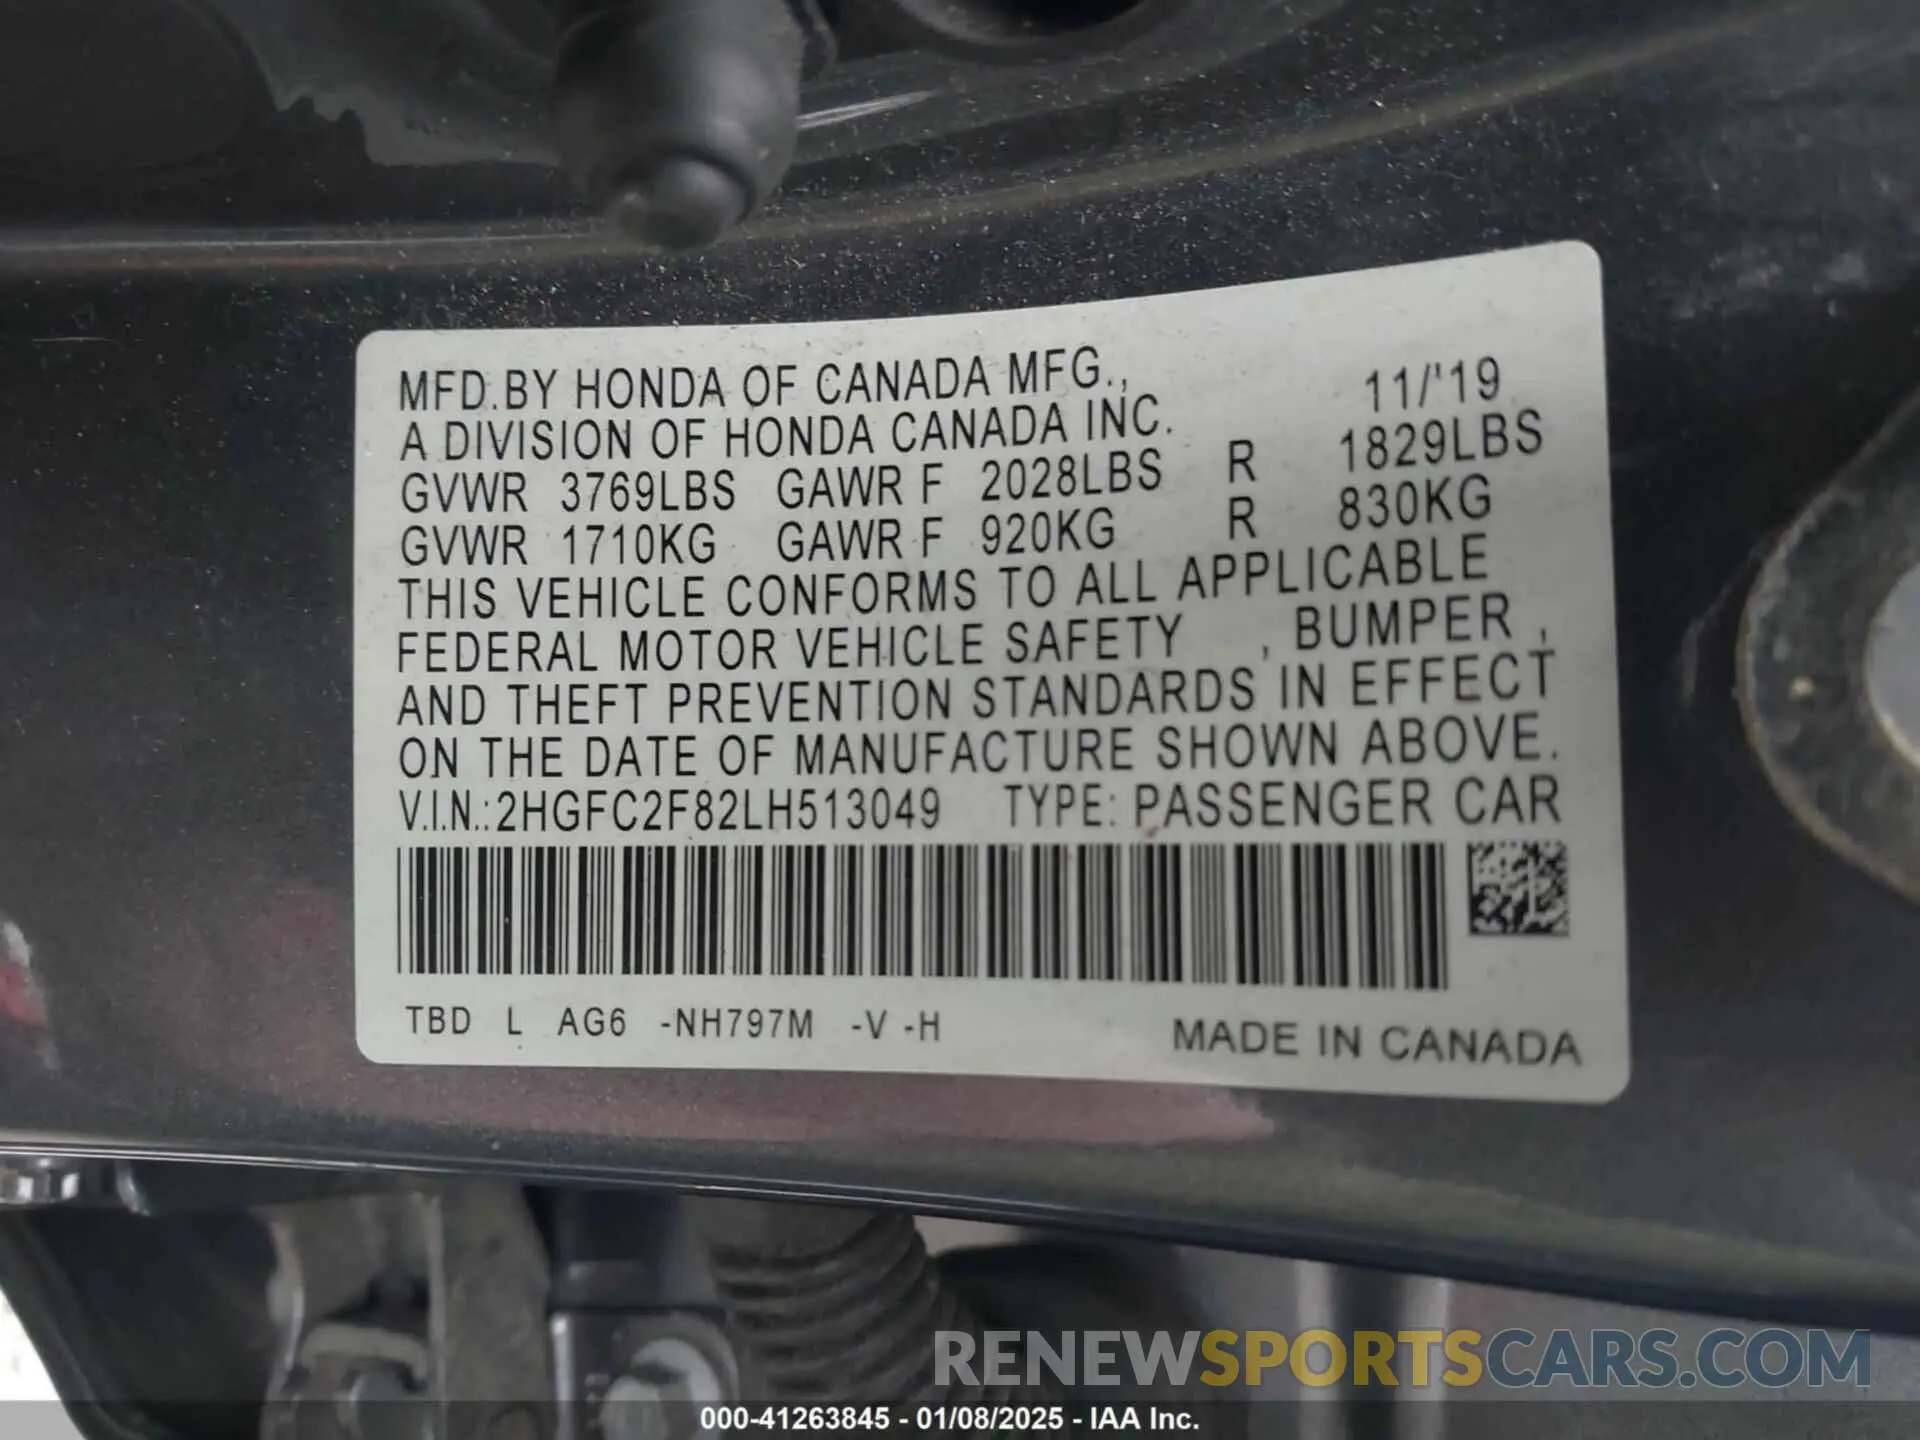 MFD.BY HONDA OF CANADA MFG., 11/'19
A DIVISION OF HONDA CANADA INC.
GVWR 3769LBS GAWR F 2028LBS R 1829LBS
GVWR 1710KG GAWR F 920KG R 830KG
THIS VEHICLE CONFORMS TO ALL APPLICABLE
FEDERAL MOTOR VEHICLE SAFETY , BUMPER ,
AND THEFT PREVENTION STANDARDS IN EFFECT
ON THE DATE OF MANUFACTURE SHOWN ABOVE.
V.I.N.:2HGFC2F82LH513049 TYPE: PASSENGER CAR
TBD L AG6 -NH797M -V -H MADE IN CANADA
RENEWSPORTSCARS.COM
000-41263845 - 01/08/2025 - IAA Inc.